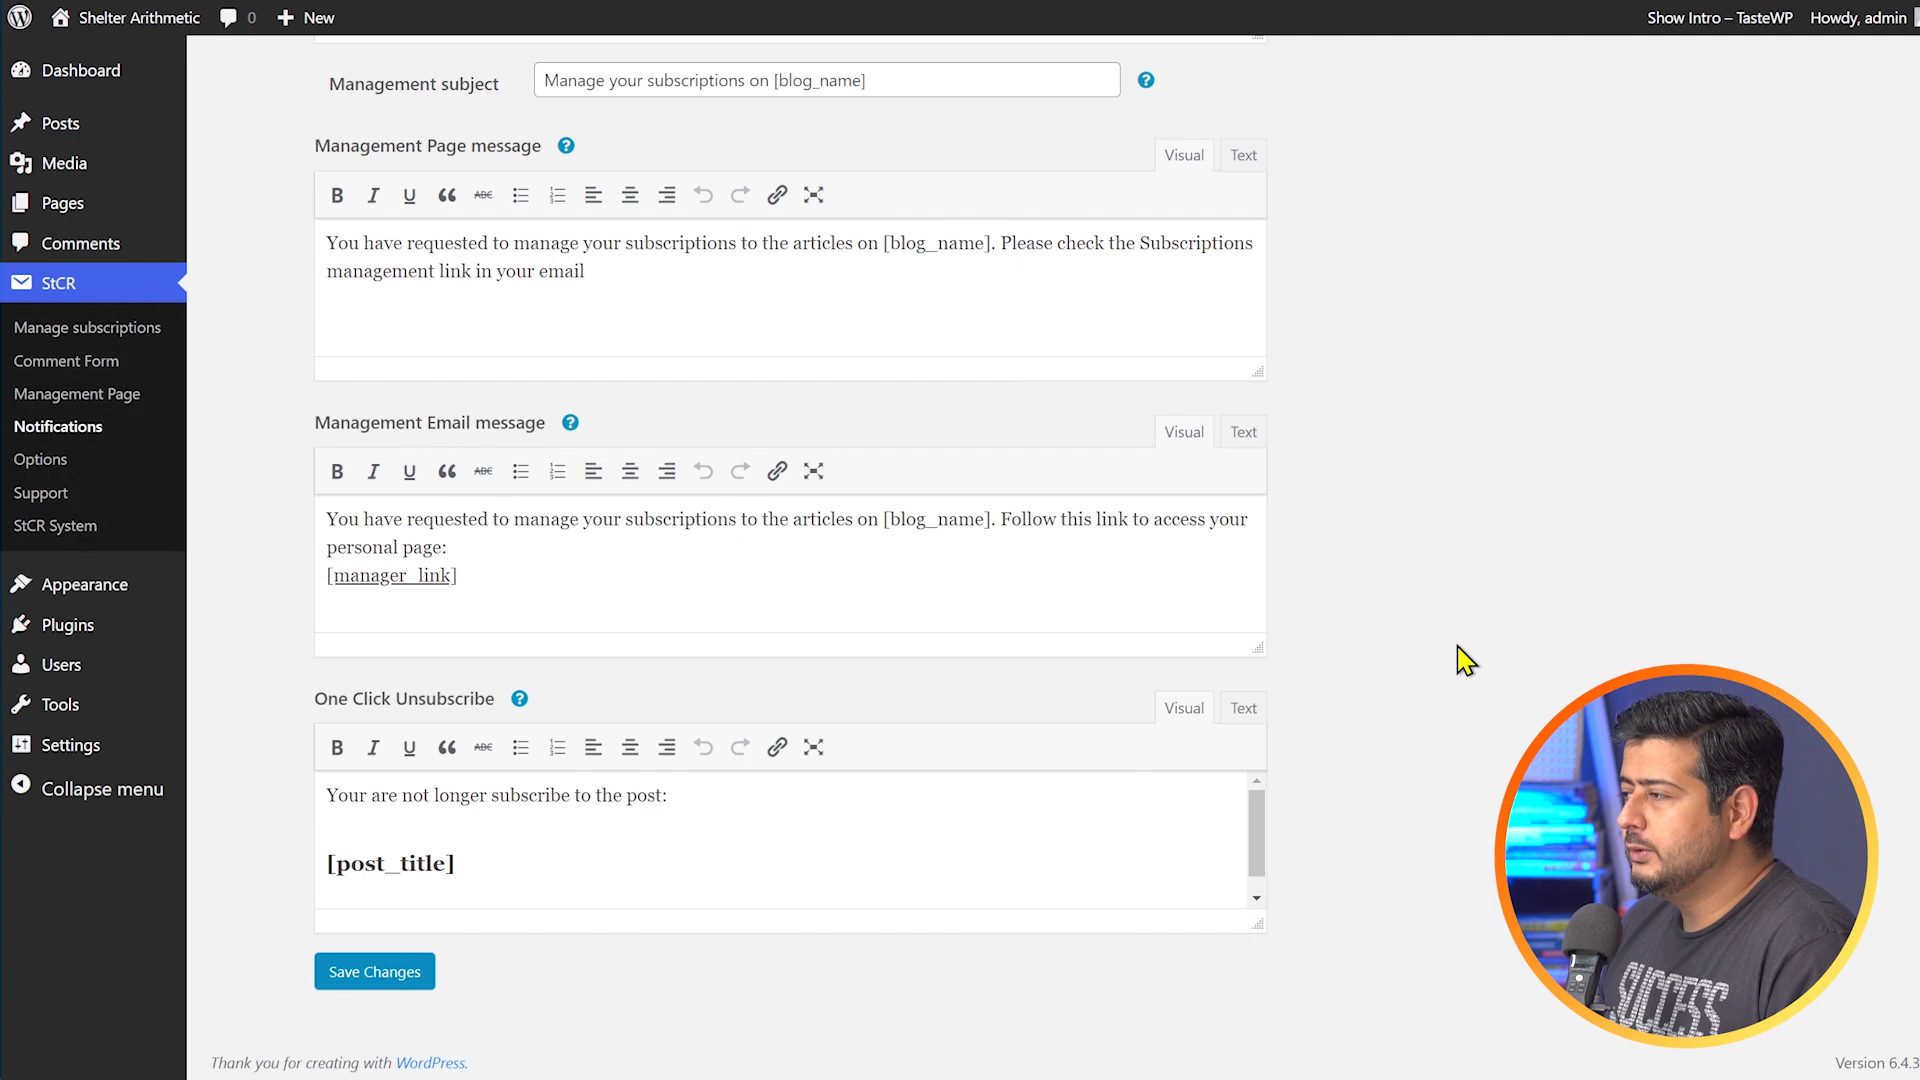 Shelter Arithmetic 0 New Show Intro – TasteWP Howdy, admin
Dashboard
Posts
Media
Pages
Comments
StCR
Manage subscriptions
Comment Form
Management Page
Notifications
Options
Support
StCR System
Appearance
Plugins
Users
Tools
Settings
Collapse menu
Management subject Manage your subscriptions on [blog_name] ?
Management Page message ? Visual Text
B I U ABC
You have requested to manage your subscriptions to the articles on [blog_name]. Please check the Subscriptions
management link in your email
Management Email message ? Visual Text
B I U ABC
You have requested to manage your subscriptions to the articles on [blog_name]. Follow this link to access your
personal page:
[manager_link]
One Click Unsubscribe ? Visual Text
B I U ABC
Your are not longer subscribe to the post:
[post_title]
Save Changes
SUCCESS
Thank you for creating with WordPress. Version 6.4.3